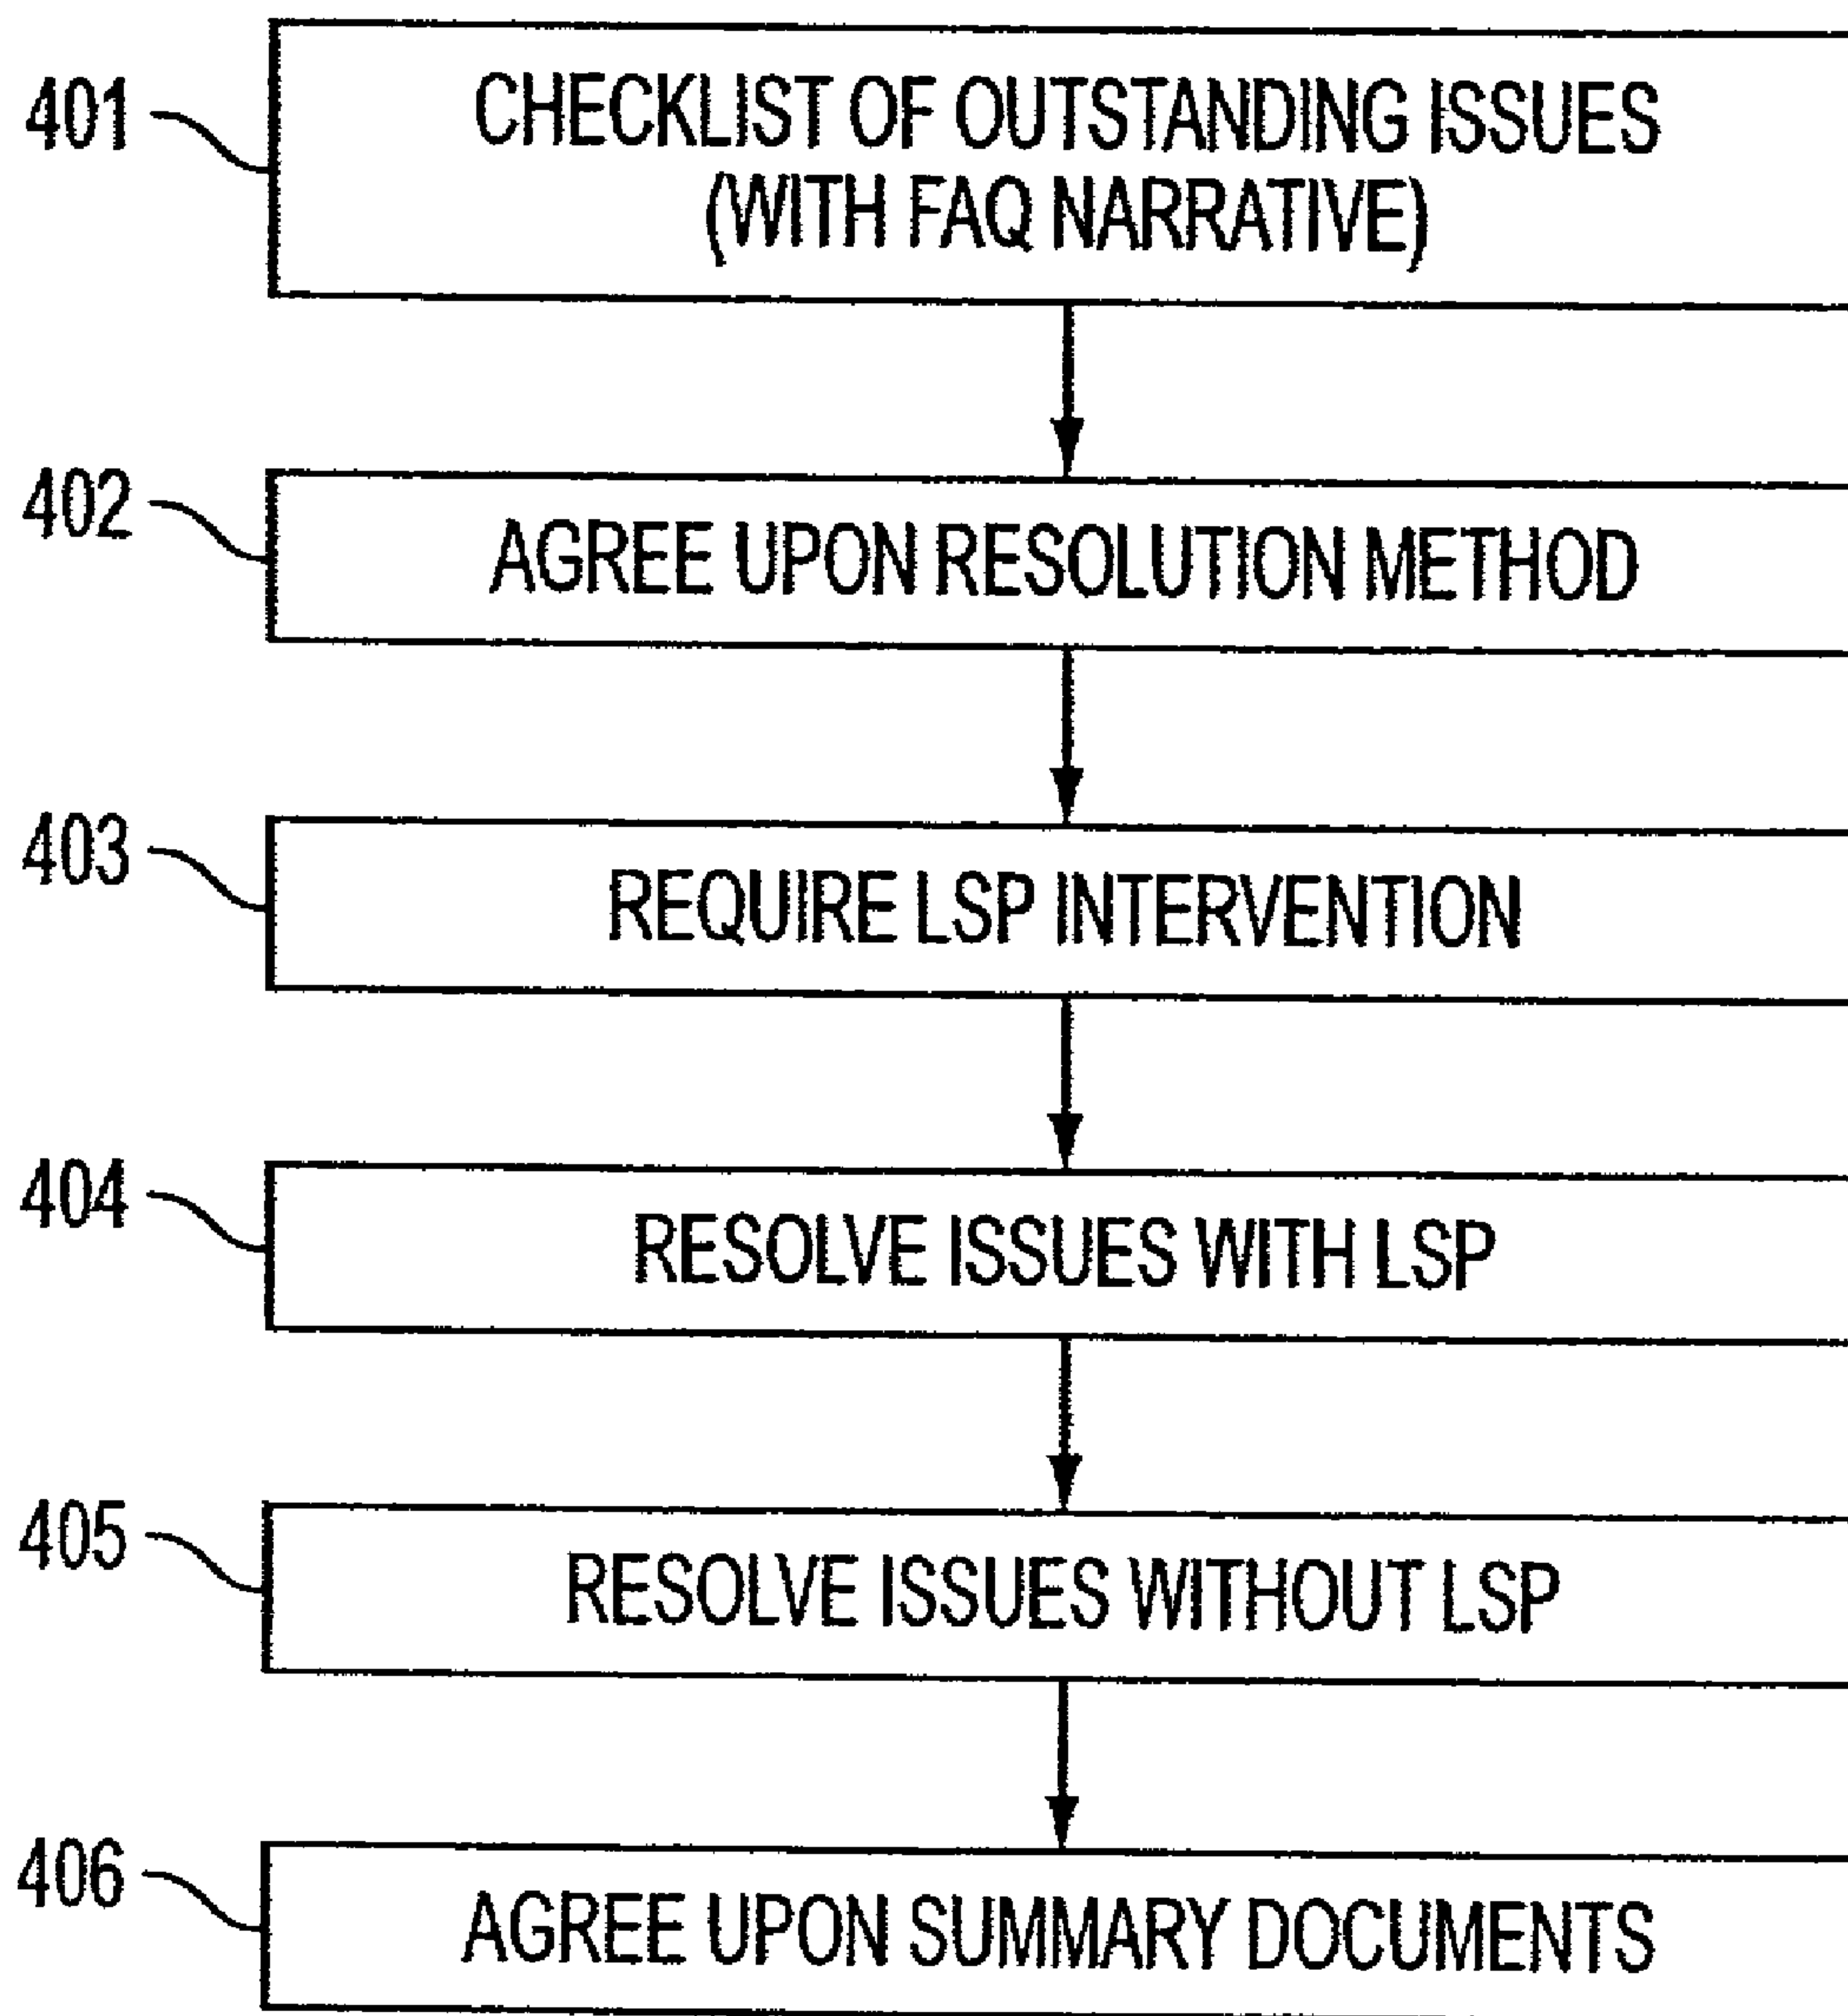 401
CHECKLIST OF OUTSTANDING ISSUES
(WITH FAQ NARRATIVE)
402
AGREE UPON RESOLUTION METHOD
403
REQUIRE LSP INTERVENTION
404
RESOLVE ISSUES WITH LSP
405
RESOLVE ISSUES WITHOUT LSP
406
AGREE UPON SUMMARY DOCUMENTS